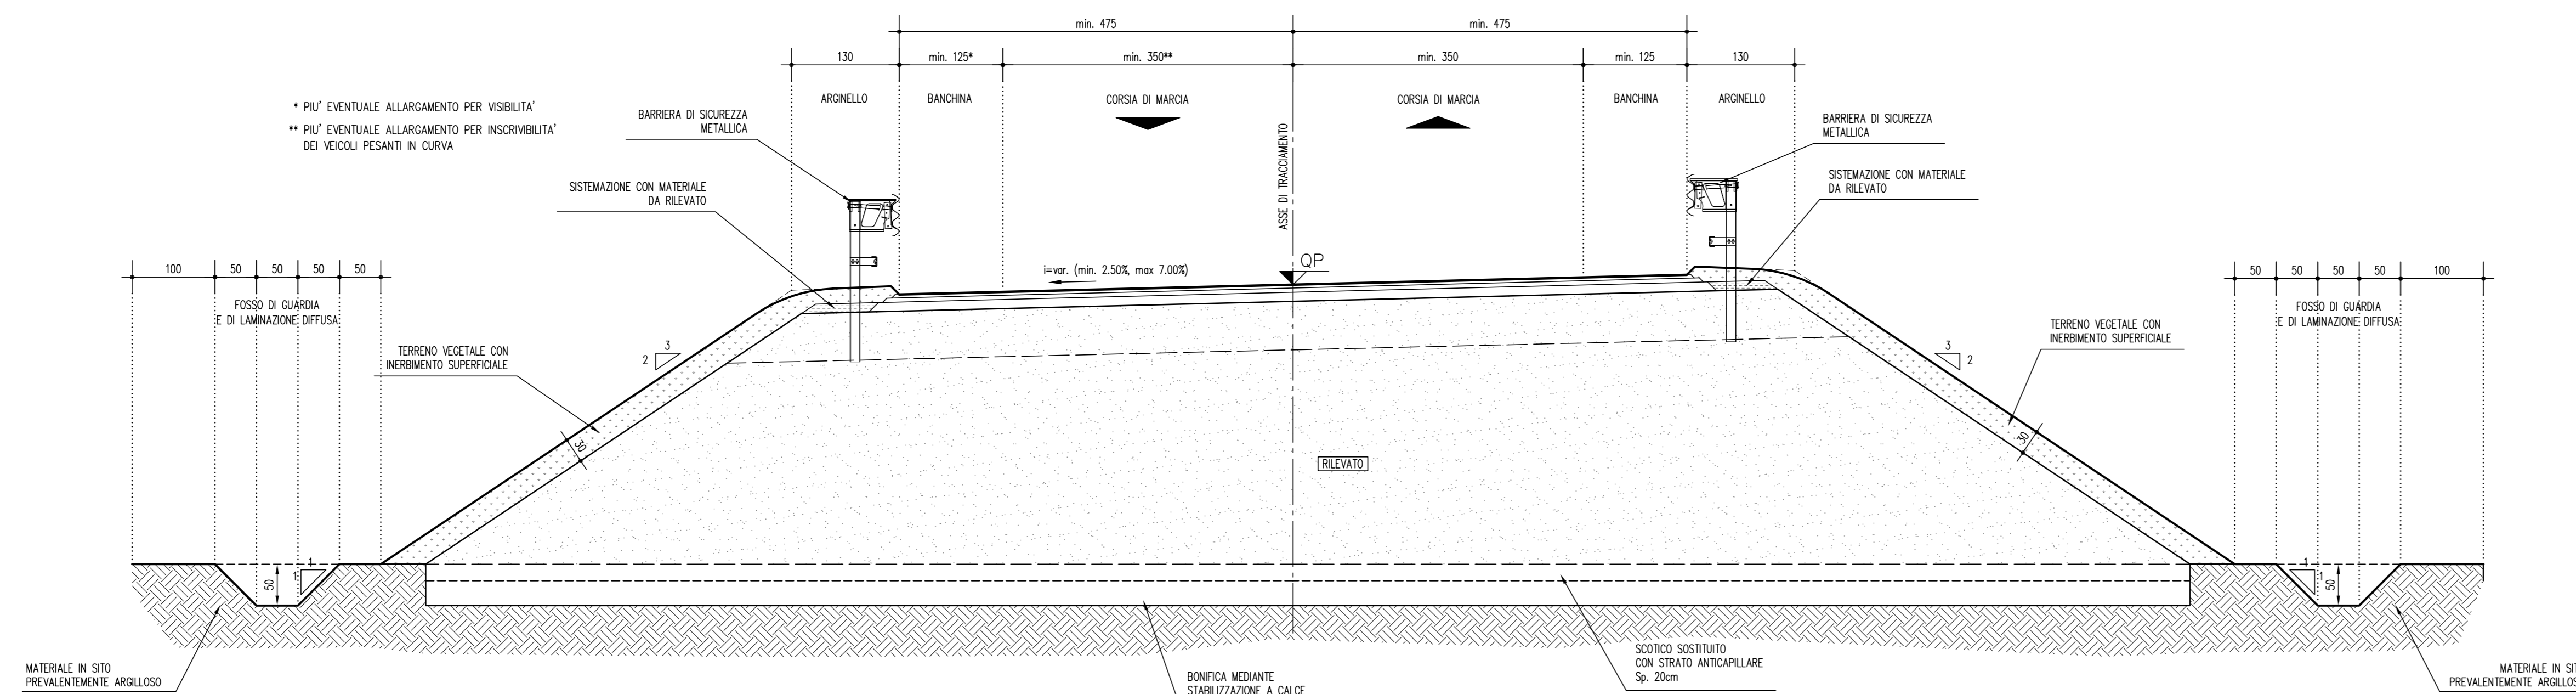 min. 475
min. 475
130
min. 125*
min. 350**
min. 350
min. 125
130
ARGINELLO
BANCHINA
CORSIA DI MARCIA
CORSIA DI MARCIA
BANCHINA
ARGINELLO
* PIU' EVENTUALE ALLARGAMENTO PER VISIBILITA'
** PIU' EVENTUALE ALLARGAMENTO PER INSCRIVIBILITA'
DEI VEICOLI PESANTI IN CURVA
BARRIERA DI SICUREZZA
METALLICA
ASSE DI TRACCIAMENTO
BARRIERA DI SICUREZZA
METALLICA
SISTEMAZIONE CON MATERIALE
DA RILEVATO
SISTEMAZIONE CON MATERIALE
DA RILEVATO
100
50
50
50
50
i=var. (min. 2.50%, max 7.00%)
QP
50
50
50
50
100
FOSSO DI GUARDIA
E DI LAMINAZIONE DIFFUSA
FOSSO DI GUARDIA
E DI LAMINAZIONE DIFFUSA
TERRENO VEGETALE CON
INERBIMENTO SUPERFICIALE
3
2
3
2
TERRENO VEGETALE CON
INERBIMENTO SUPERFICIALE
30
30
RILEVATO
50
1
1
1
1
50
MATERIALE IN SITO
PREVALENTEMENTE ARGILLOSO
BONIFICA MEDIANTE
STABILIZZAZIONE A CALCE
SCOTICO SOSTITUITO
CON STRATO ANTICAPILLARE
Sp. 20cm
MATERIALE IN SIT
PREVALENTEMENTE ARGILLOS